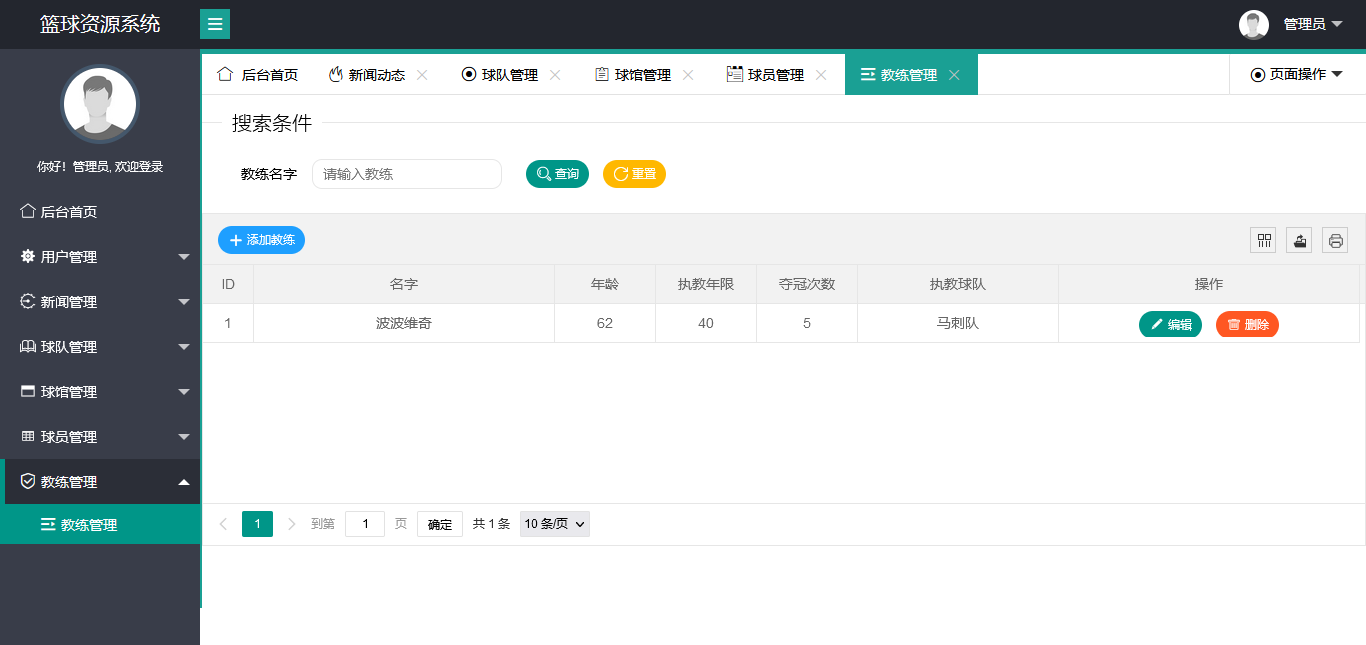 篮球资源系统
管理员
你好！管理员, 欢迎登录
后台首页
用户管理
新闻管理
球队管理
球馆管理
球员管理
教练管理
教练管理
后台首页 新闻动态 球队管理 球馆管理 球员管理 教练管理 页面操作
搜索条件
教练名字 请输入教练 查询 重置
添加教练
ID 名字 年龄 执教年限 夺冠次数 执教球队 操作
1 波波维奇 62 40 5 马刺队 编辑 删除
1 到第 1 页 确定 共 1 条 10 条/页